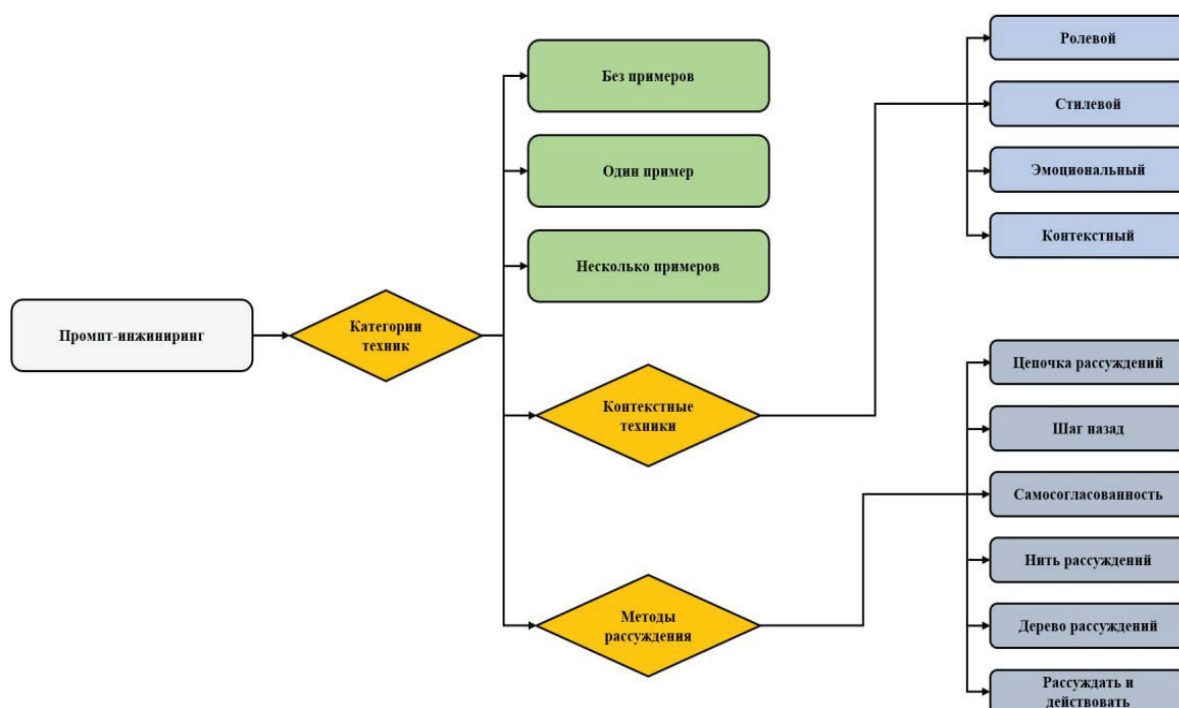 Промпт-инжиниринг
Категории
техник
Без примеров
Один пример
Несколько примеров
Контекстные
техники
Методы
рассуждения
Ролевой
Стилевой
Эмоциональный
Контекстный
Цепочка рассуждений
Шаг назад
Самосогласованность
Нить рассуждений
Дерево рассуждений
Рассуждать и
действовать